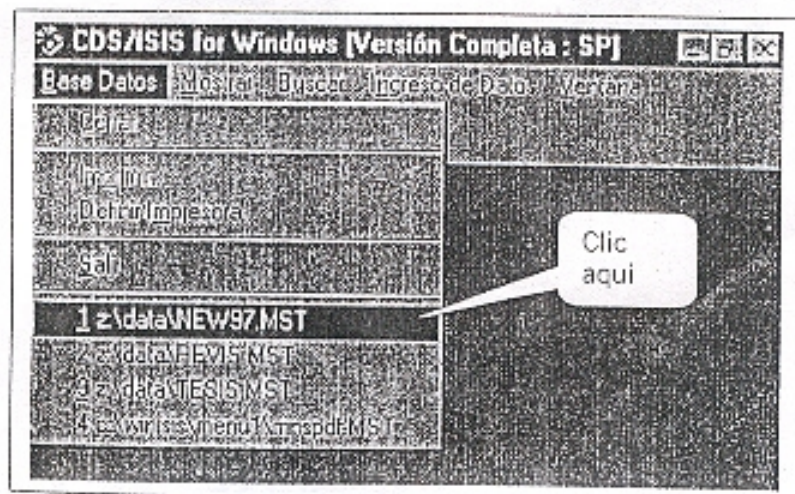 CDS/ISIS for Windows [Versión Completa : SP]
Base Datos Mostrar Buscar Ingreso de Datos Ventana
Cerrar
Imprimir
Definir Impresora
Salir
1 z:\data\NEW97.MST
2 z:\data\REVIS.MST
3 z:\data\TESIS.MST
Clic
aqui